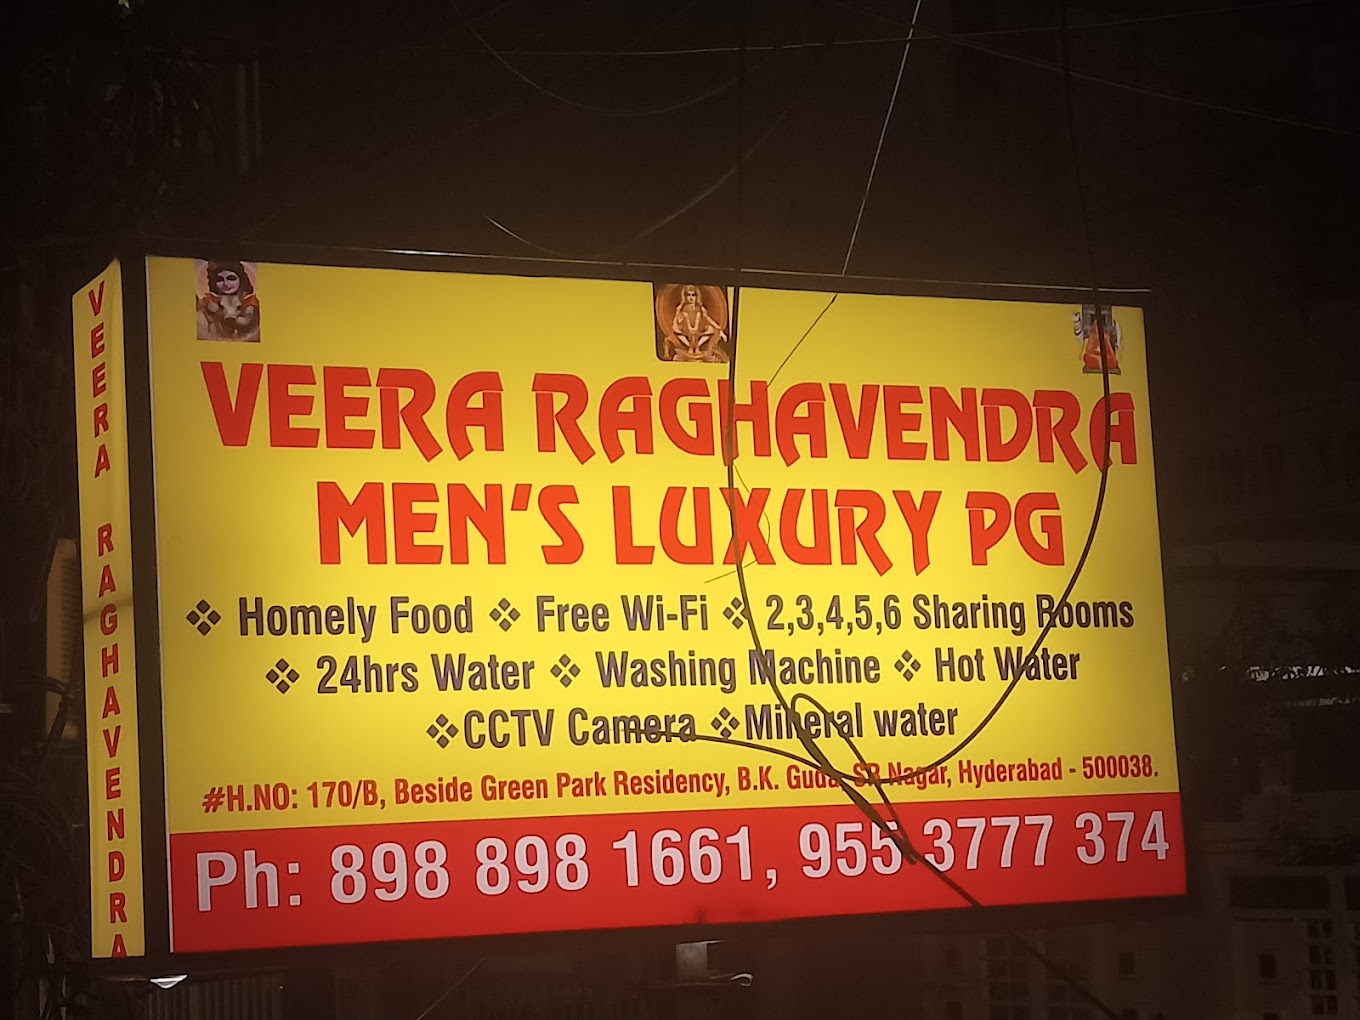 VEERA RAGHAVENDRA
VEERA RAGHAVENDRA
MEN'S LUXURY PG
❖ Homely Food ❖ Free Wi-Fi ❖ 2,3,4,5,6 Sharing Rooms
❖ 24hrs Water ❖ Washing Machine ❖ Hot Water
❖CCTV Camera ❖Mineral water
#H.NO: 170/B, Beside Green Park Residency, B.K. Guda, SR Nagar, Hyderabad - 500038.
Ph: 898 898 1661, 955 3777 374